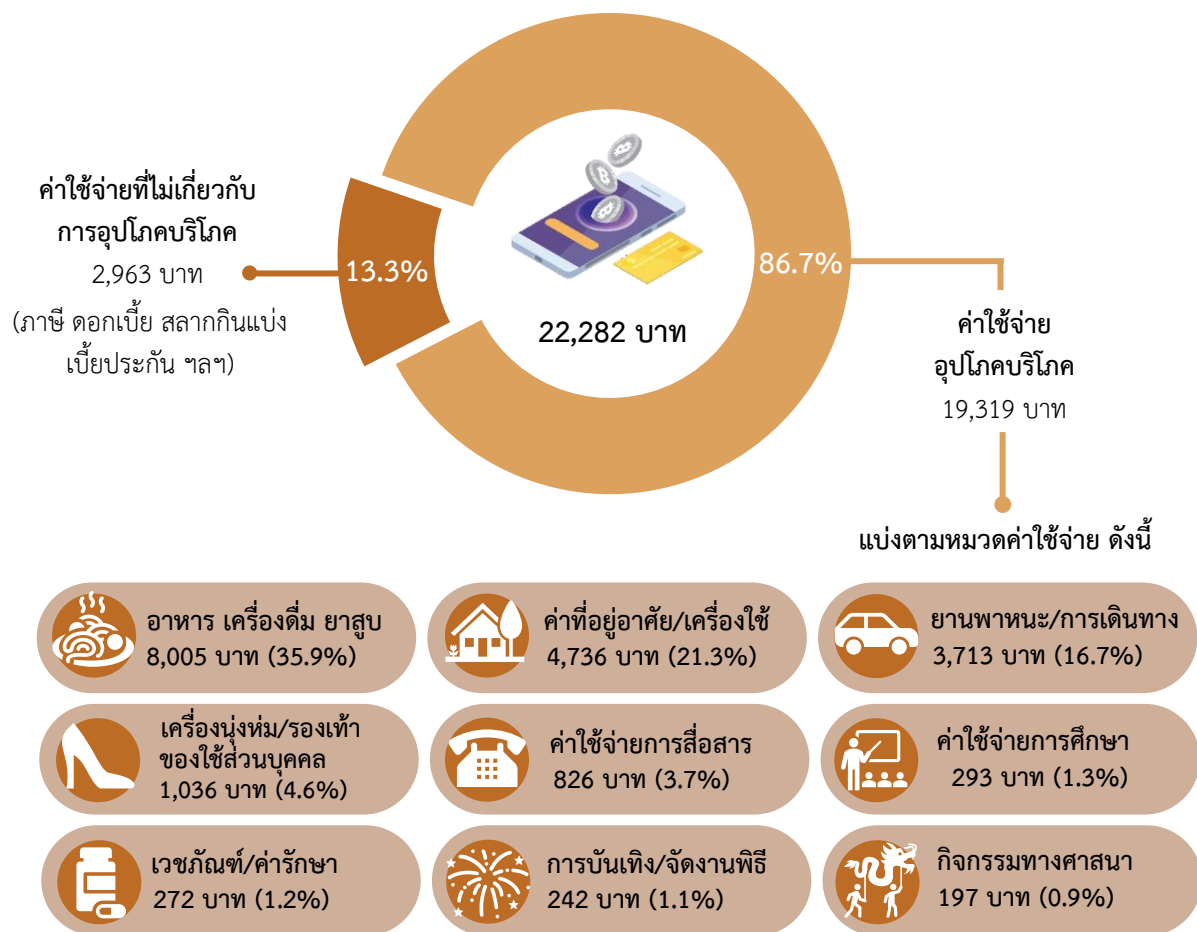 ค่าใช้จ่ายที่ไม่เกี่ยวกับ
การอุปโภคบริโภค
2,963 บาท
(ภาษี ดอกเบี้ย สลากกินแบ่ง
เบี้ยประกัน ฯลฯ)
13.3%
86.7%
22,282 บาท
ค่าใช้จ่าย
อุปโภคบริโภค
19,319 บาท
แบ่งตามหมวดค่าใช้จ่าย ดังนี้
อาหาร เครื่องดื่ม ยาสูบ
8,005 บาท (35.9%)
ค่าที่อยู่อาศัย/เครื่องใช้
4,736 บาท (21.3%)
ยานพาหนะ/การเดินทาง
3,713 บาท (16.7%)
เครื่องนุ่งห่ม/รองเท้า
ของใช้ส่วนบุคคล
1,036 บาท (4.6%)
ค่าใช้จ่ายการสื่อสาร
826 บาท (3.7%)
ค่าใช้จ่ายการศึกษา
293 บาท (1.3%)
เวชภัณฑ์/ค่ารักษา
272 บาท (1.2%)
การบันเทิง/จัดงานพิธี
242 บาท (1.1%)
กิจกรรมทางศาสนา
197 บาท (0.9%)